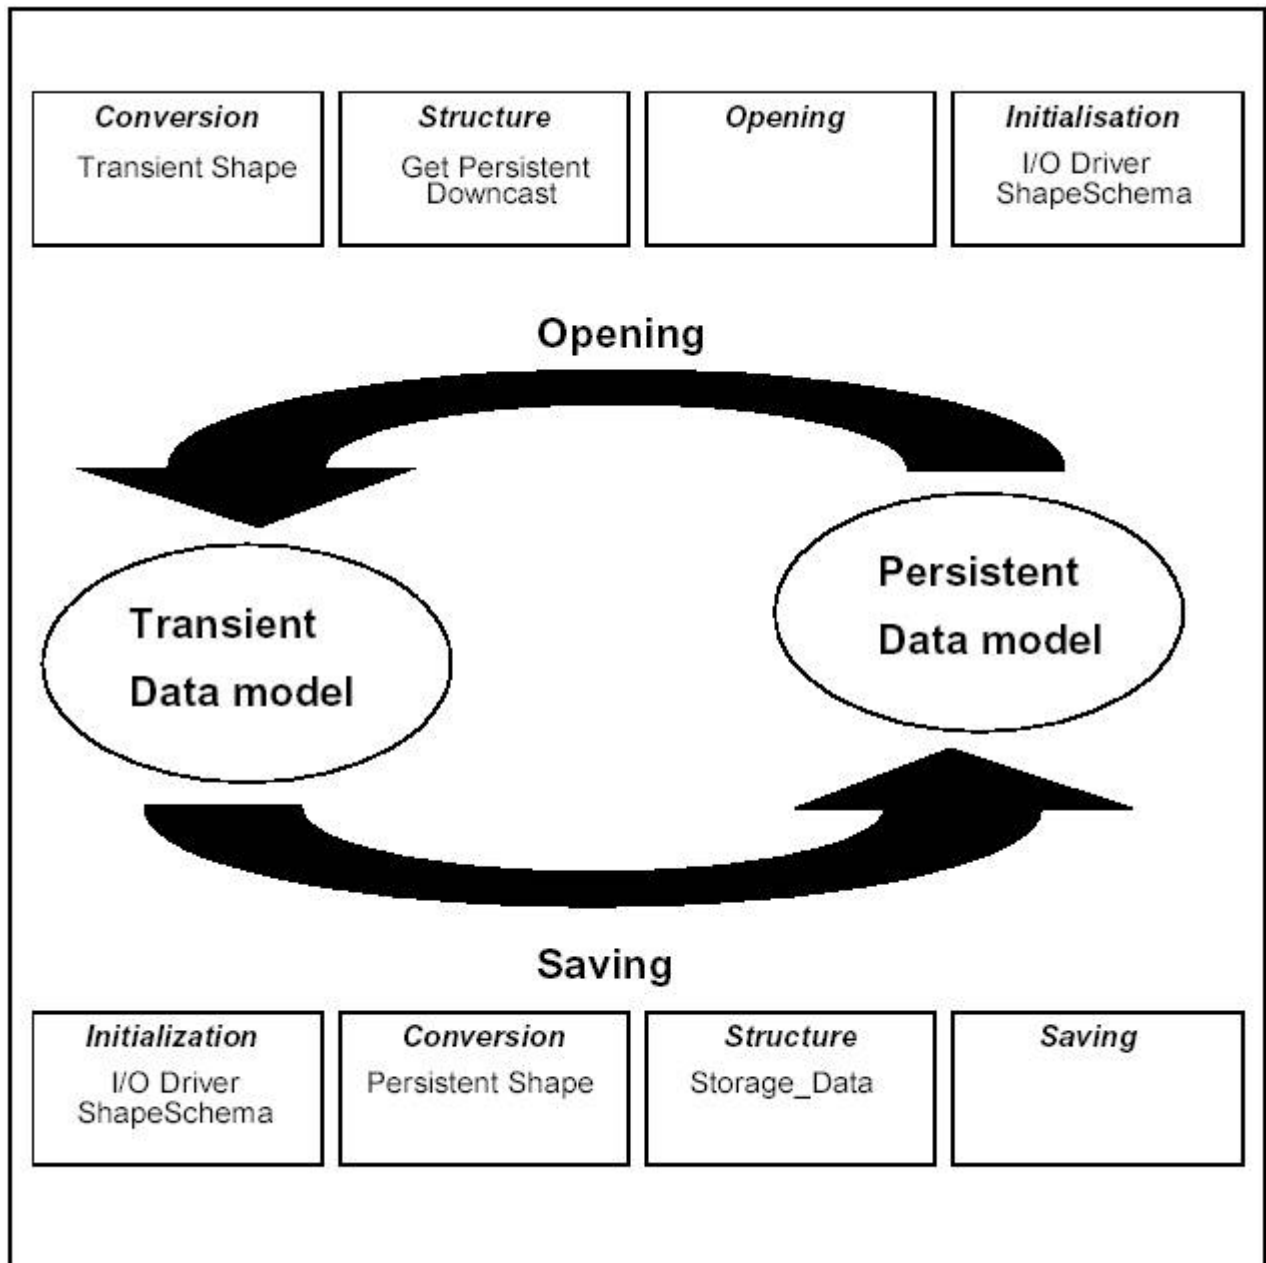 Conversion
Transient Shape
Structure
Get Persistent
Downcast
Opening
Initialisation
I/O Driver
ShapeSchema
Opening
Transient
Data model
Persistent
Data model
Saving
Initialization
I/O Driver
ShapeSchema
Conversion
Persistent Shape
Structure
Storage_Data
Saving